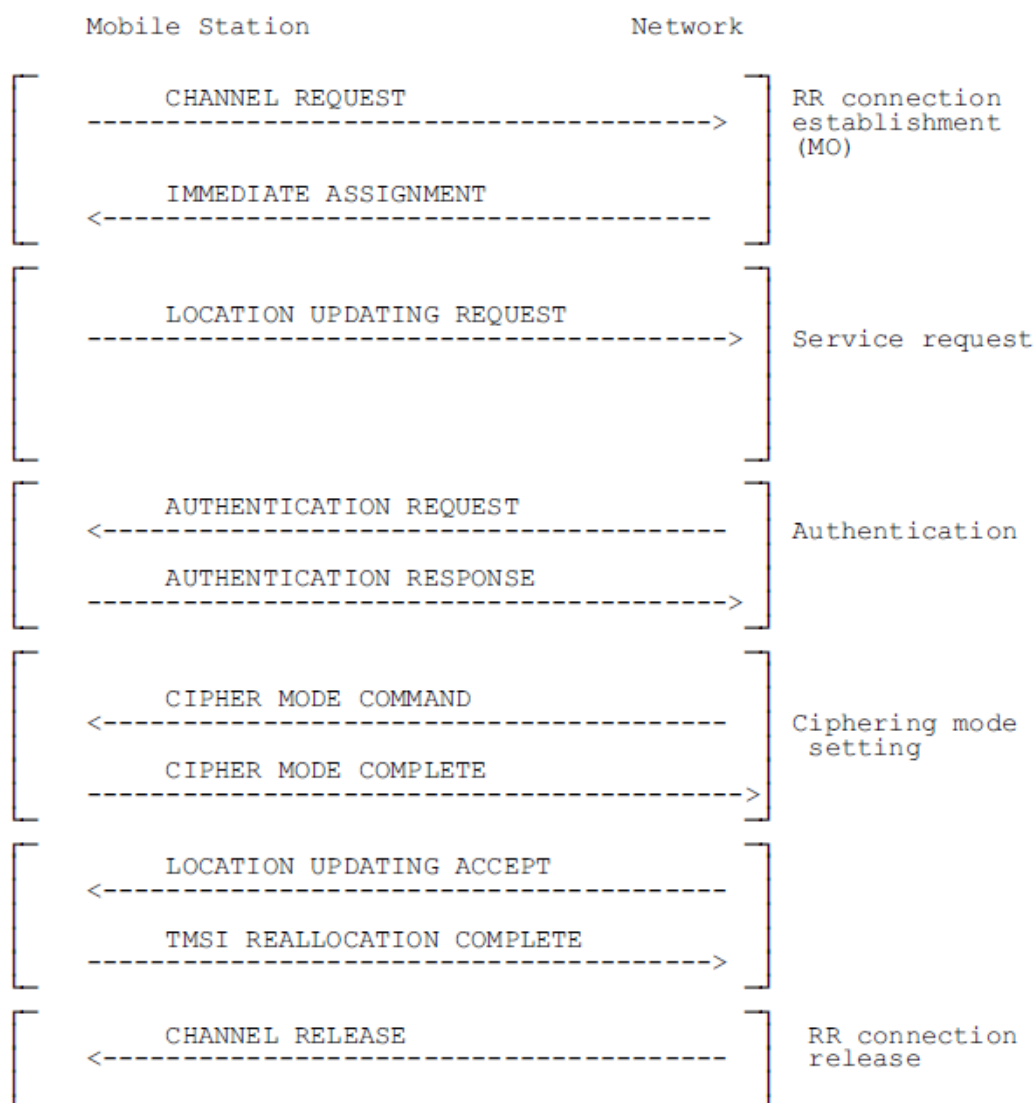 Mobile Station Network
CHANNEL REQUEST
RR connection
establishment
(MO)
IMMEDIATE ASSIGNMENT
LOCATION UPDATING REQUEST
Service request
AUTHENTICATION REQUEST
Authentication
AUTHENTICATION RESPONSE
CIPHER MODE COMMAND
Ciphering mode
setting
CIPHER MODE COMPLETE
LOCATION UPDATING ACCEPT
TMSI REALLOCATION COMPLETE
CHANNEL RELEASE
RR connection
release